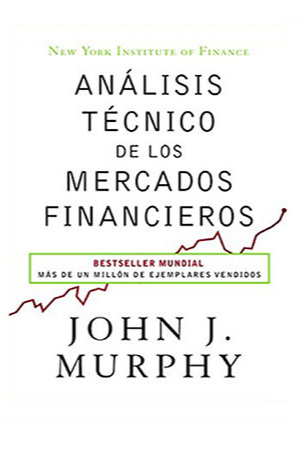 New York Institute of Finance
ANÁLISIS
TÉCNICO
DE LOS
MERCADOS
FINANCIEROS
BESTSELLER MUNDIAL
MÁS DE UN MILLÓN DE EJEMPLARES VENDIDOS
JOHN J.
MURPHY